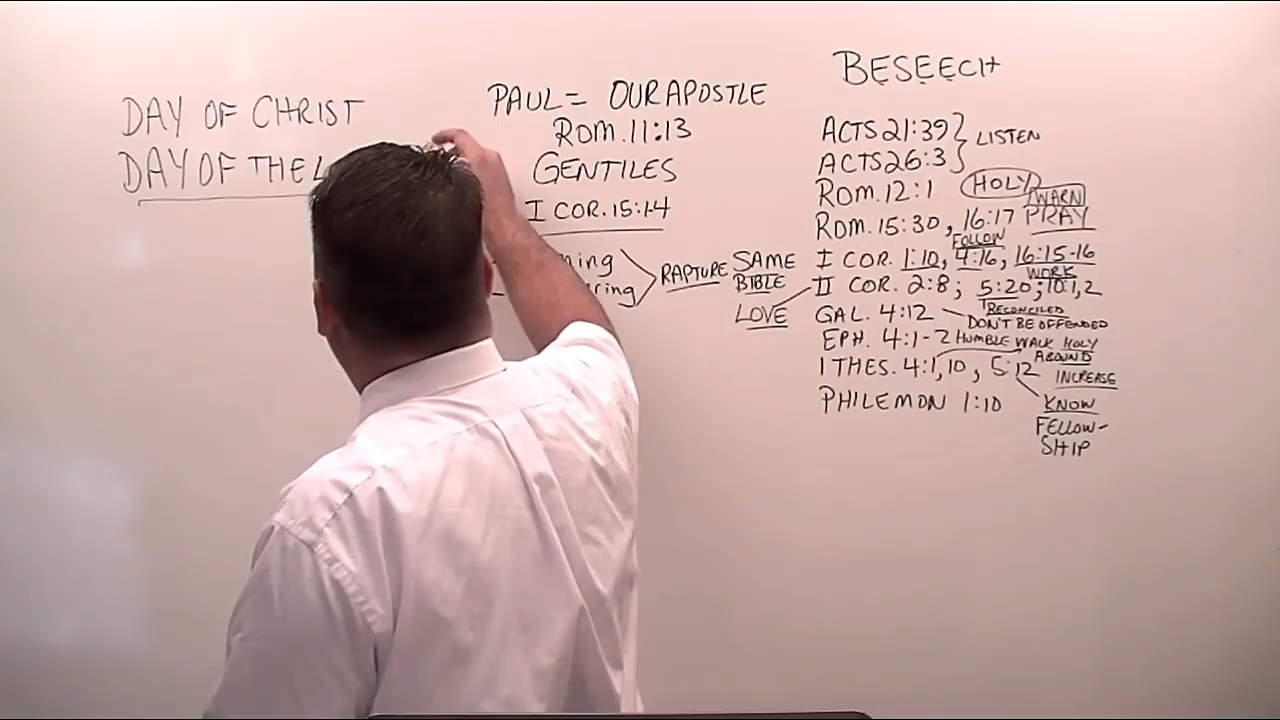 DAY OF CHRIST
DAY OF THE
PAUL = OUR APOSTLE
ROM. 11:13
GENTILES
I COR. 15:1-4
RAPTURE
SAME
BIBLE
LOVE
BESEECH
ACTS 21:39 } LISTEN
ACTS 26:3
ROM. 12:1 HOLY
WARN
ROM. 15:30, 16:17 PRAY
FOLLOW
I COR. 1:10, 4:16, 16:15-16
WORK
II COR. 2:8; 5:20; 10:1,2
RECONCILED
GAL. 4:12 DON'T BE OFFENDED
EPH. 4:1-2 HUMBLE WALK HOLY
ABOUND
1 THES. 4:1,10, 5:12 INCREASE
PHILEMON 1:10 KNOW
FELLOW-
SHIP